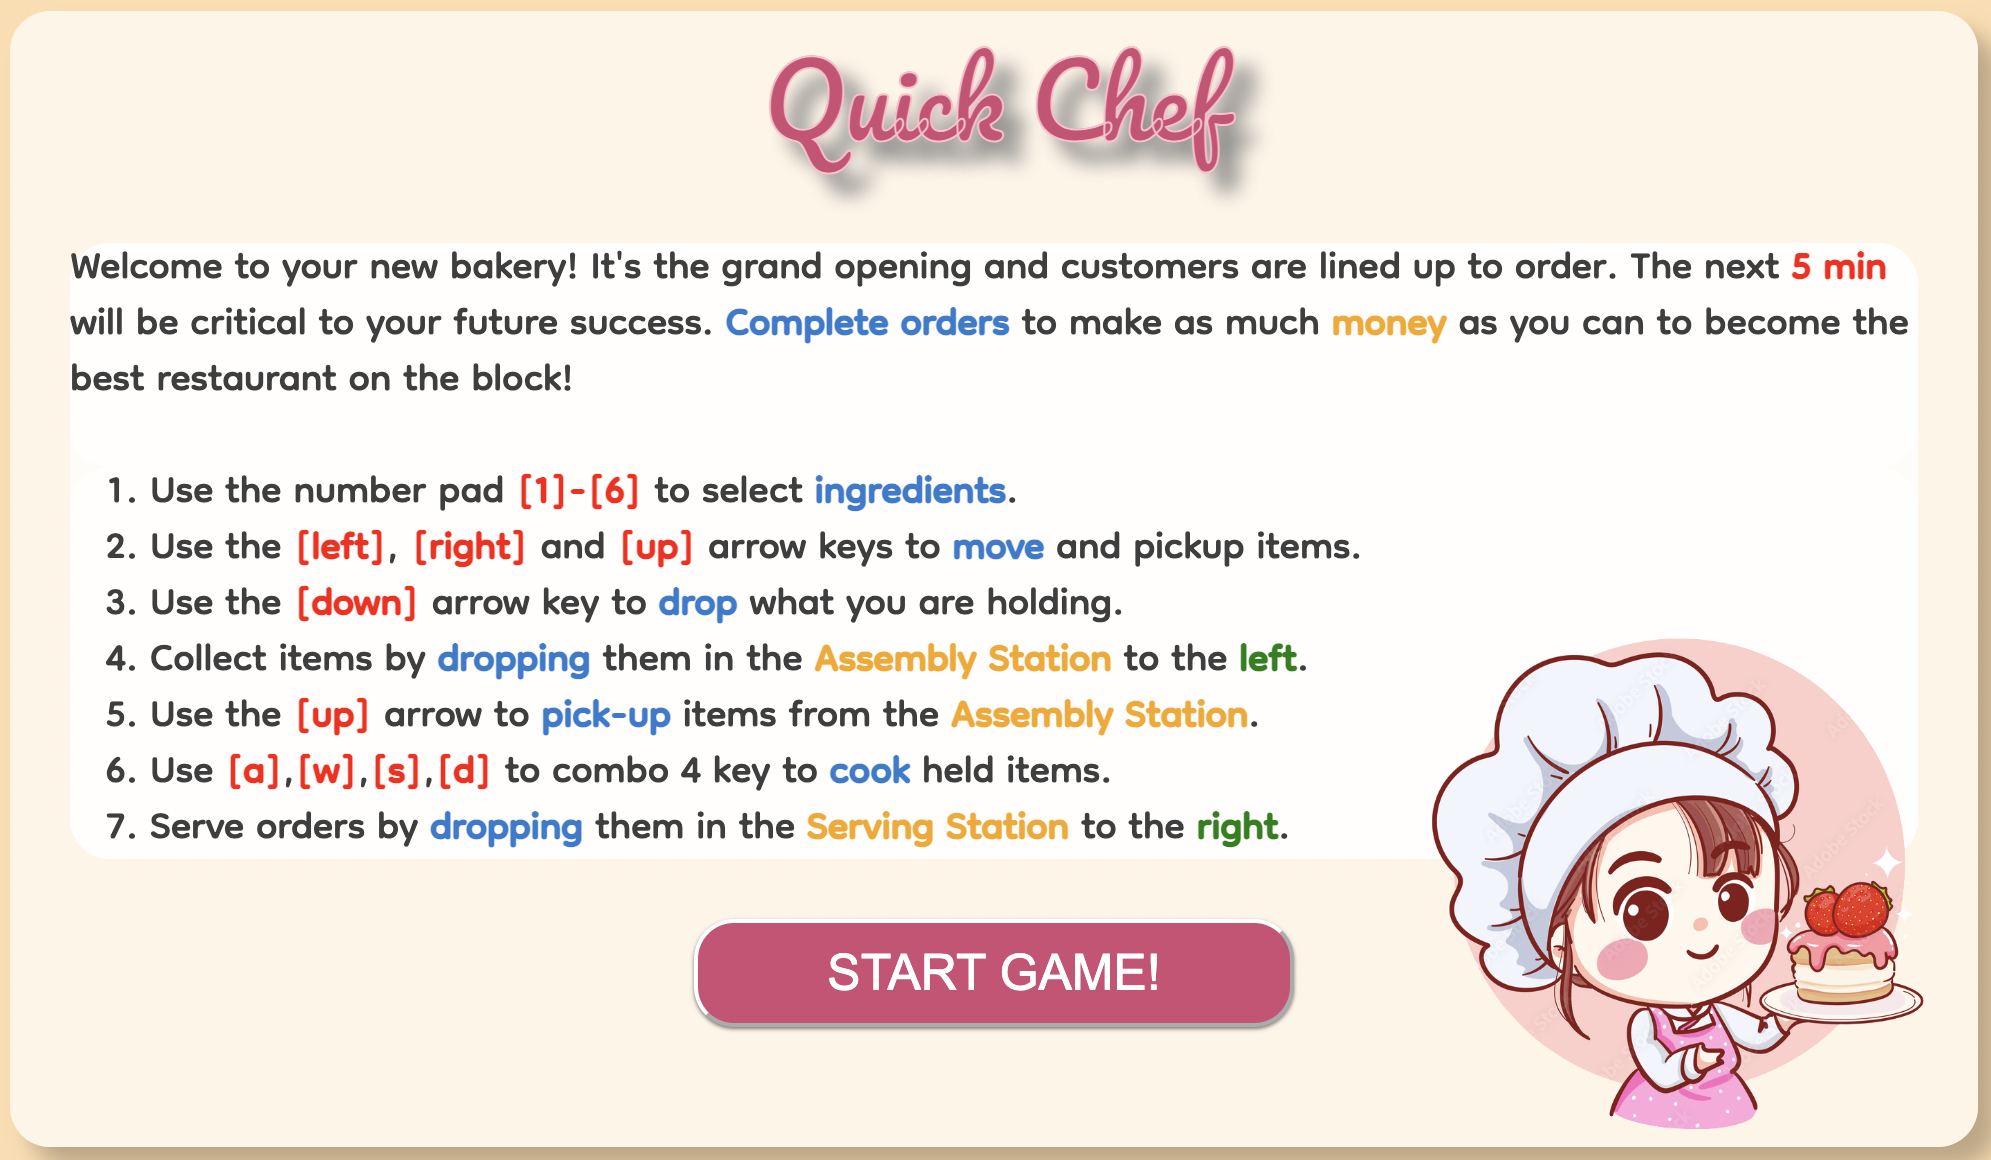 Quick Chef
Welcome to your new bakery! It's the grand opening and customers are lined up to order. The next 5 min
will be critical to your future success. Complete orders to make as much money as you can to become the
best restaurant on the block!
1. Use the number pad [1]-[6] to select ingredients.
2. Use the [left], [right] and [up] arrow keys to move and pickup items.
3. Use the [down] arrow key to drop what you are holding.
4. Collect items by dropping them in the Assembly Station to the left.
5. Use the [up] arrow to pick-up items from the Assembly Station.
6. Use [a],[w],[s],[d] to combo 4 key to cook held items.
7. Serve orders by dropping them in the Serving Station to the right.
START GAME!